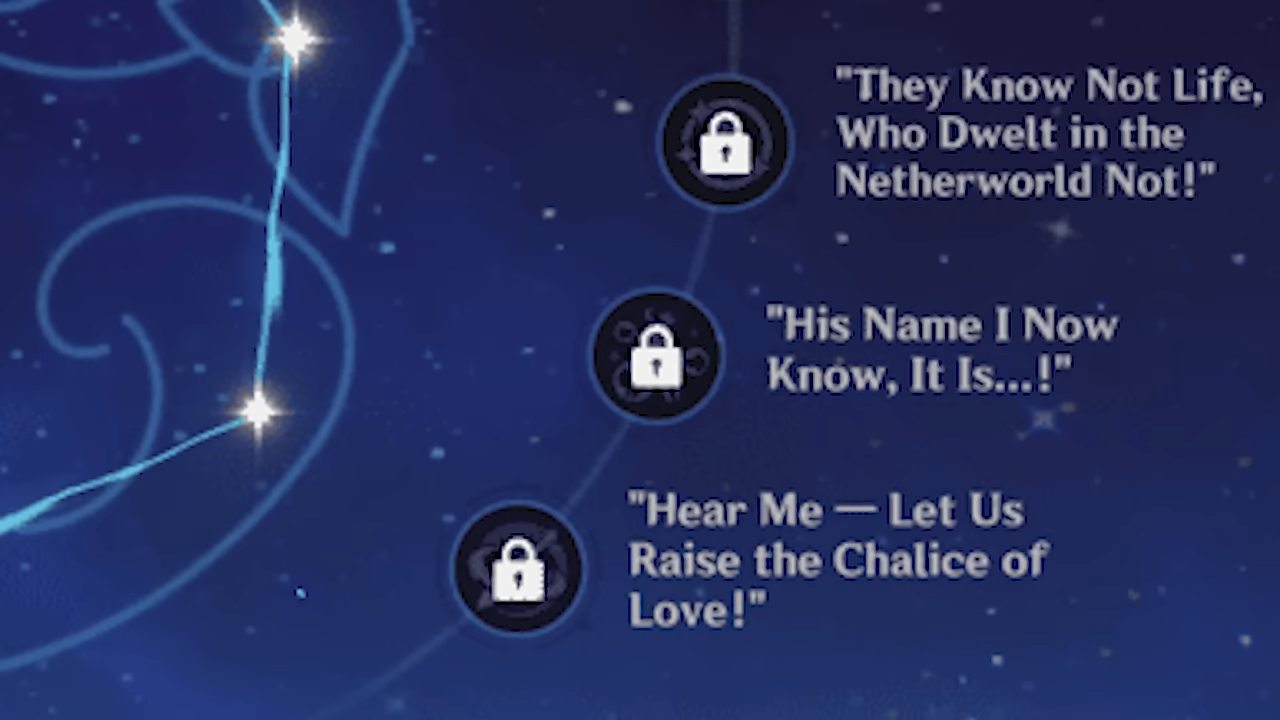 "They Know Not Life,
Who Dwelt in the
Netherworld Not!"
"His Name I Now
Know, It Is...!"
"Hear Me — Let Us
Raise the Chalice of
Love!"